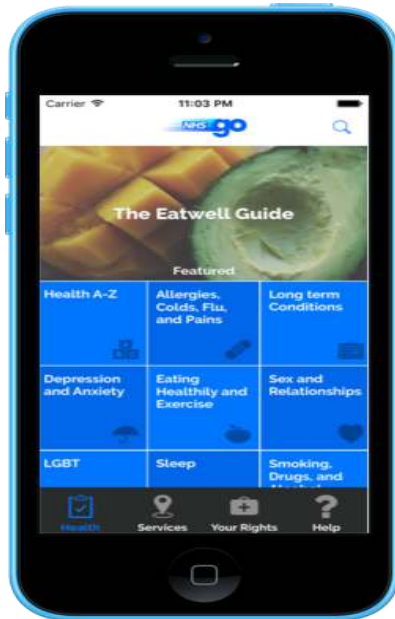 Carrier
11:03 PM
NHS go
The Eatwell Guide
Featured
Health A-Z
Allergies,
Colds, Flu,
and Pains
Long term
Conditions
Depression
and Anxiety
Eating
Healthily and
Exercise
Sex and
Relationships
LGBT
Sleep
Smoking,
Drugs, and
Alcohol
Health
Services
Your Rights
Help